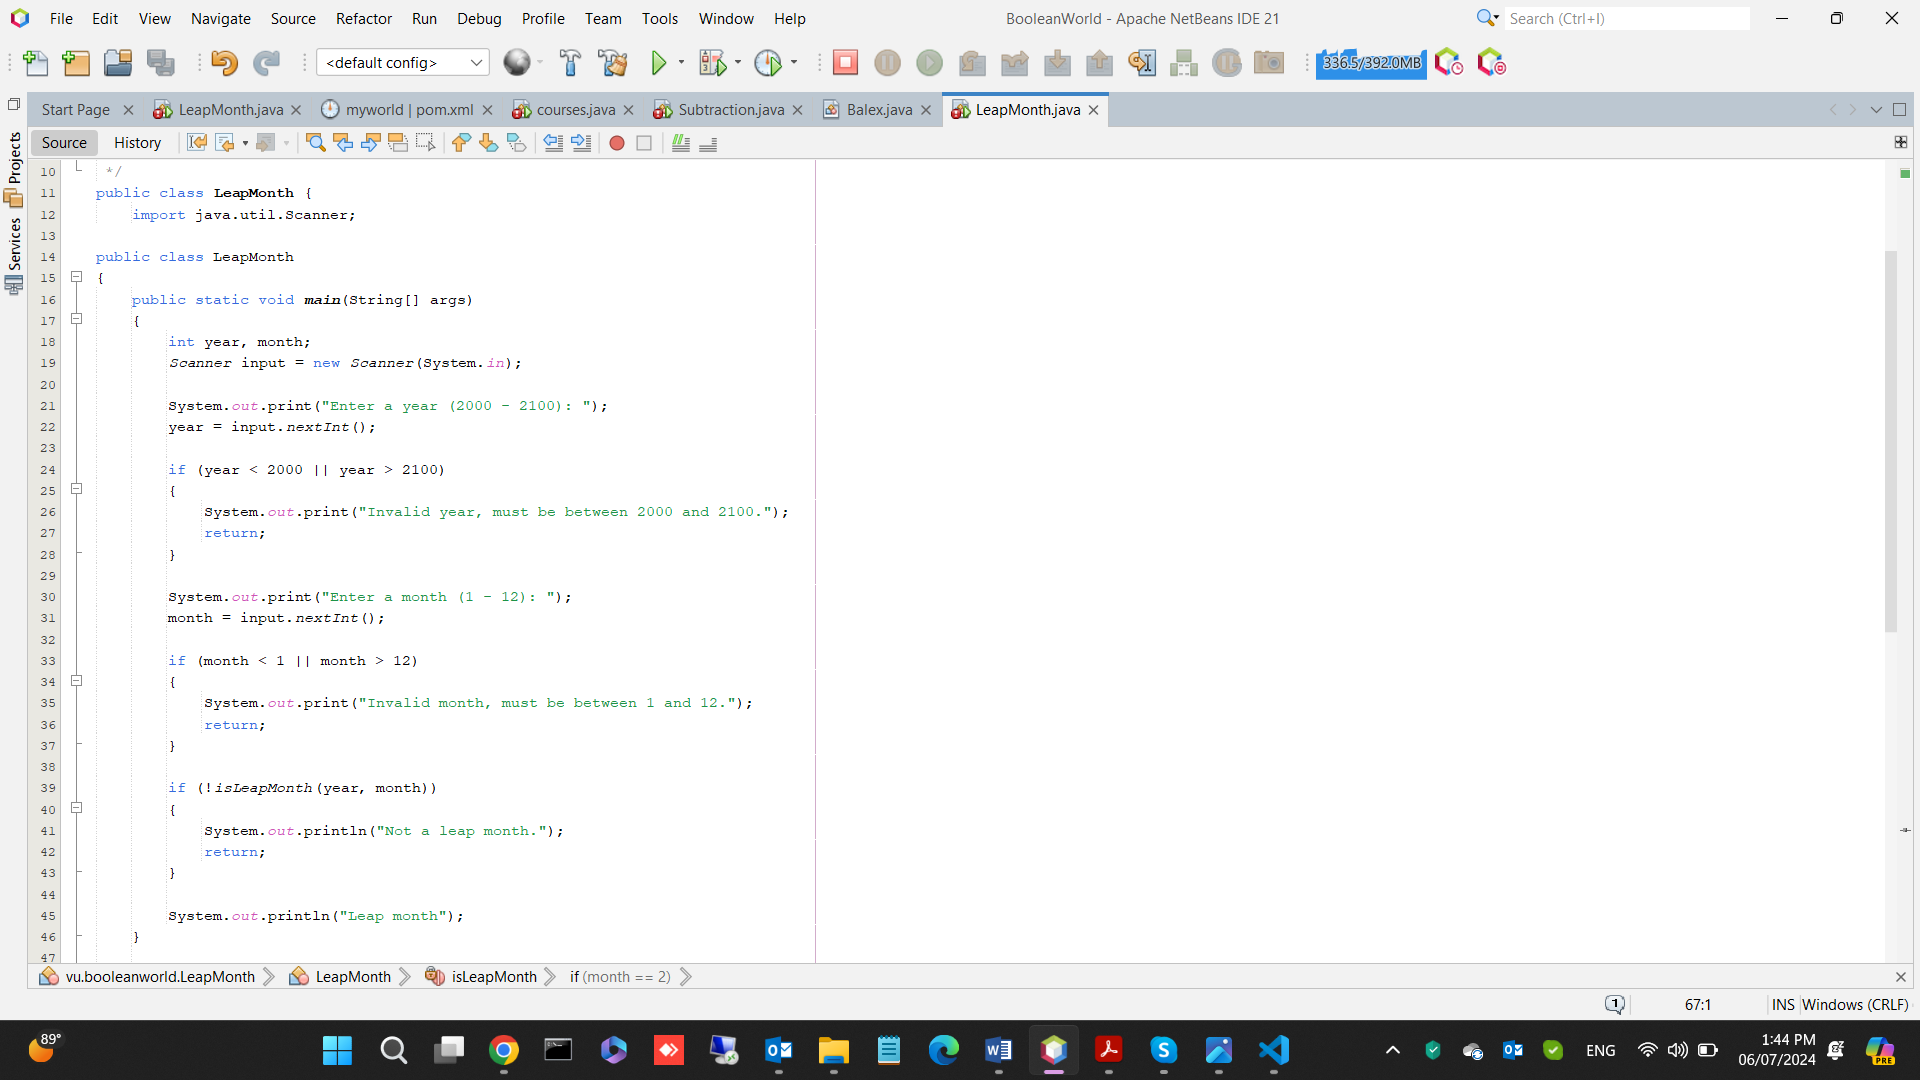 File Edit View Navigate Source Refactor Run Debug Profile Team Tools Window Help
BooleanWorld - Apache NetBeans IDE 21
Search (Ctrl+I)
<default config>
336.5/392.0MB
Start Page
LeapMonth.java
myworld | pom.xml
courses.java
Subtraction.java
Balex.java
LeapMonth.java
Source History
Projects
Services
10 */
11 public class LeapMonth {
12 import java.util.Scanner;
13
14 public class LeapMonth
15 {
16 public static void main(String[] args)
17 {
18 int year, month;
19 Scanner input = new Scanner(System.in);
20
21 System.out.print("Enter a year (2000 - 2100): ");
22 year = input.nextInt();
23
24 if (year < 2000 || year > 2100)
25 {
26 System.out.print("Invalid year, must be between 2000 and 2100.");
27 return;
28 }
29
30 System.out.print("Enter a month (1 - 12): ");
31 month = input.nextInt();
32
33 if (month < 1 || month > 12)
34 {
35 System.out.print("Invalid month, must be between 1 and 12.");
36 return;
37 }
38
39 if (!isLeapMonth(year, month))
40 {
41 System.out.println("Not a leap month.");
42 return;
43 }
44
45 System.out.println("Leap month");
46 }
47
vu.booleanworld.LeapMonth LeapMonth isLeapMonth if (month == 2)
1 67:1 INS Windows (CRLF)
89°
ENG
1:44 PM
06/07/2024
PRE